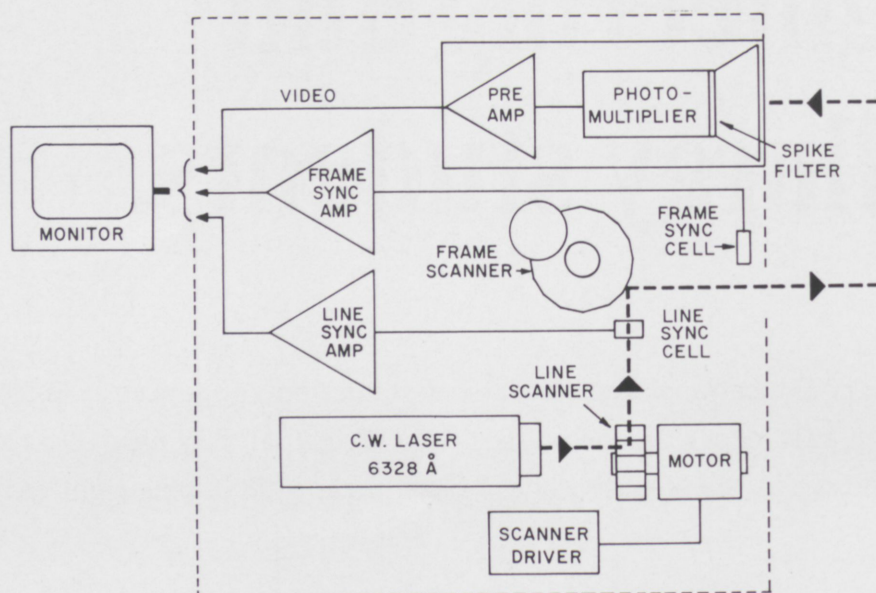 VIDEO
PRE
AMP
PHOTO-
MULTIPLIER
SPIKE
FILTER
MONITOR
FRAME
SYNC
AMP
FRAME
SCANNER
FRAME
SYNC
CELL
LINE
SYNC
AMP
LINE
SYNC
CELL
LINE
SCANNER
C.W. LASER
6328 Å
MOTOR
SCANNER
DRIVER